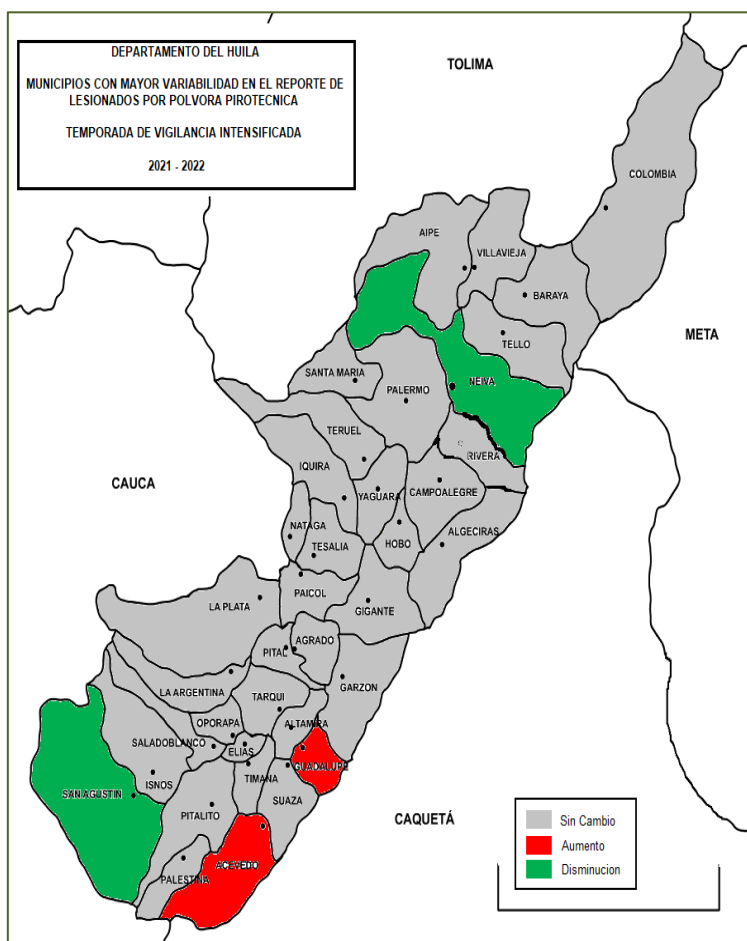 DEPARTAMENTO DEL HUILA
MUNICIPIOS CON MAYOR VARIABILIDAD EN EL REPORTE DE
LESIONADOS POR POLVORA PIROTECNICA
TEMPORADA DE VIGILANCIA INTENSIFICADA
2021 - 2022
TOLIMA
COLOMBIA
AIPE
VILLAVIEJA
BARAYA
META
TELLO
SANTA MARIA
NEIVA
PALERMO
TERUEL
RIVERA
IQUIRA
CAUCA
YAGUARA
CAMPOALEGRE
NATAGA
ALGECIRAS
HOBO
TESALIA
PAICOL
LA PLATA
GIGANTE
AGRADO
PITAL
GARZON
LA ARGENTINA
TARQUI
OPORAPA
ALTAMIRA
SALADOBLANCO
ELIAS
GUADALUPE
TIMANA
ISNOS
SAN AGUSTIN
SUAZA
PITALITO
CAQUETÁ
ACEVEDO
PALESTINA
Sin Cambio
Aumento
Disminucion